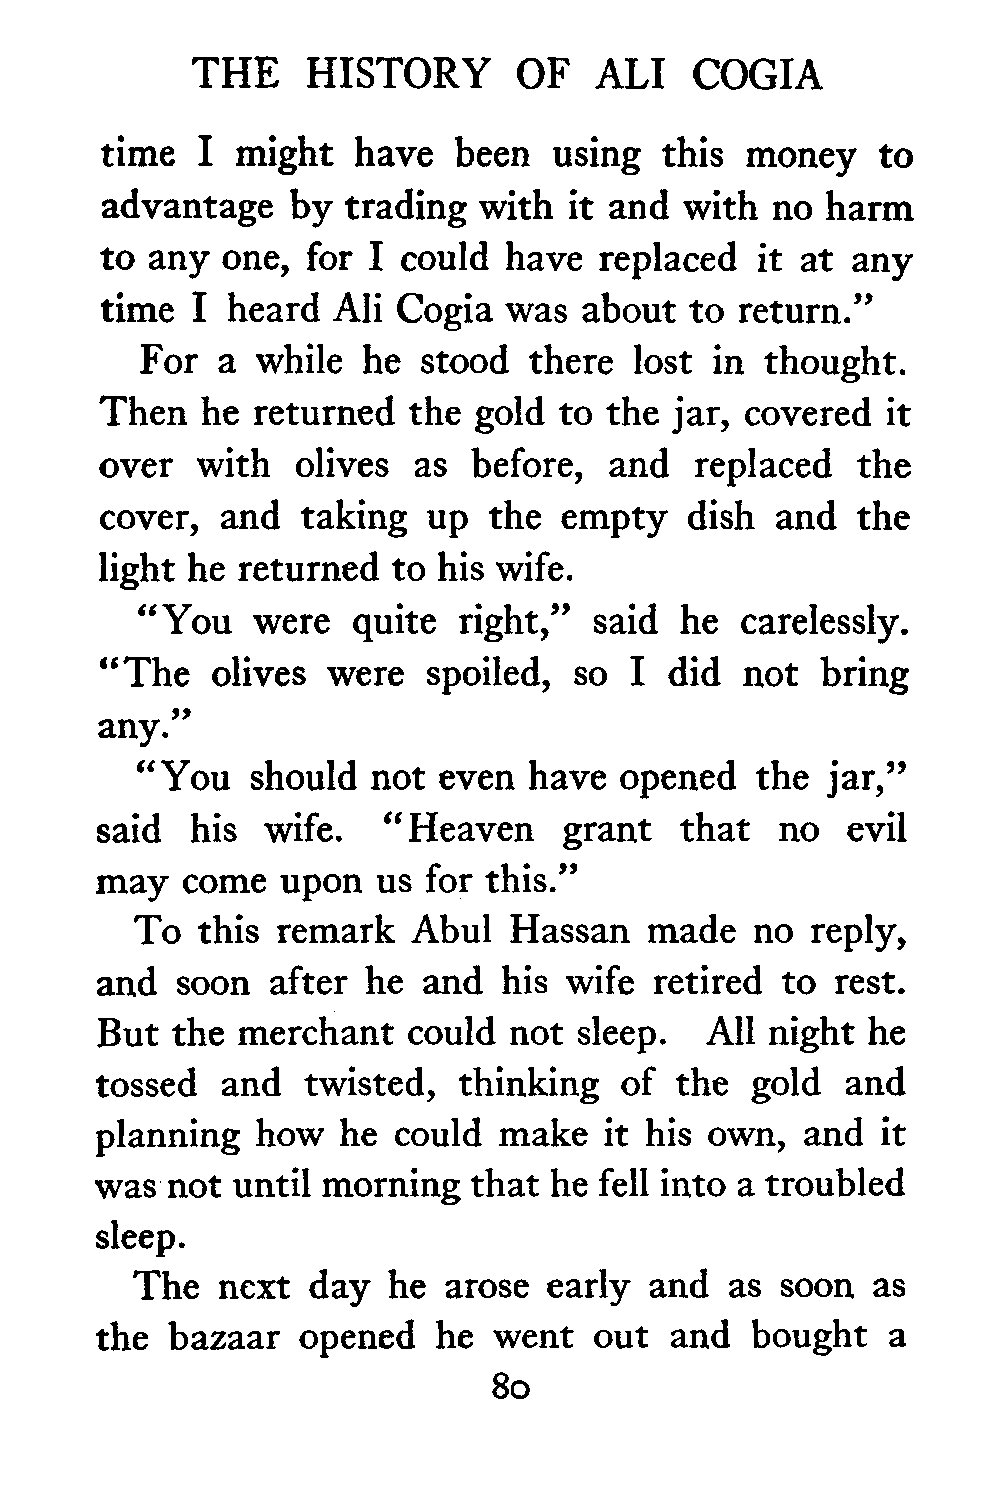 THE HISTORY OF ALI COGIA
time I might have been using this money to
advantage by trading with it and with no harm
to any one, for I could have replaced it at any
time I heard Ali Cogia was about to return.”
For a while he stood there lost in thought.
Then he returned the gold to the jar, covered it
over with olives as before, and replaced the
cover, and taking up the empty dish and the
light he returned to his wife.
“You were quite right,” said he carelessly.
“The olives were spoiled, so I did not bring
any.”
“You should not even have opened the jar,”
said his wife. “Heaven grant that no evil
may come upon us for this.”
To this remark Abul Hassan made no reply,
and soon after he and his wife retired to rest.
But the merchant could not sleep. All night he
tossed and twisted, thinking of the gold and
planning how he could make it his own, and it
was not until morning that he fell into a troubled
sleep.
The next day he arose early and as soon as
the bazaar opened he went out and bought a
80